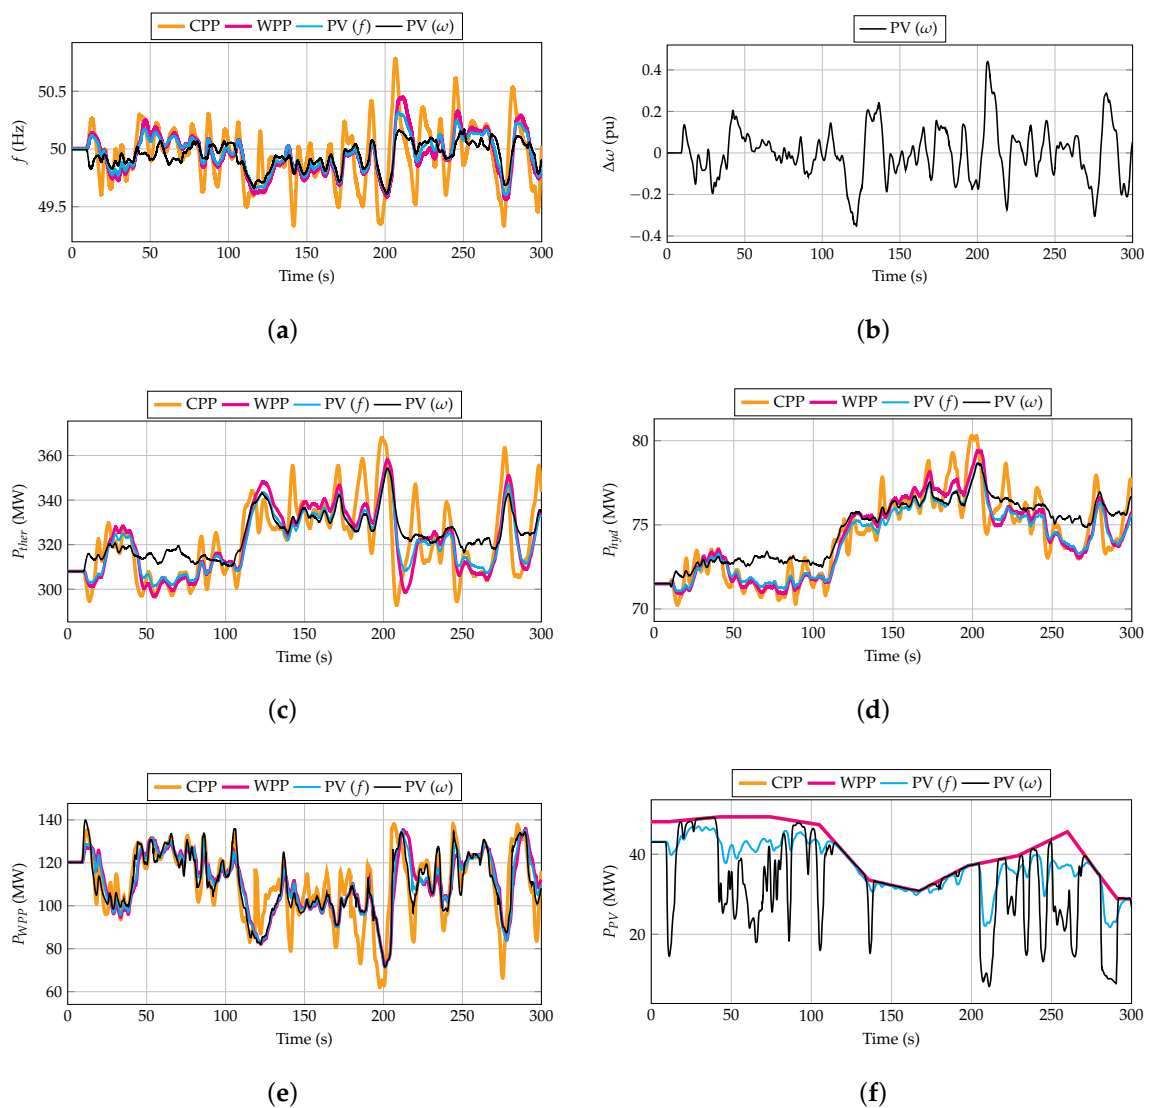 CPP WPP PV (f) PV (ω)
50.5
50
49.5
f (Hz)
0 50 100 150 200 250 300
Time (s)
(a)
PV (ω)
0.4
0.2
0
−0.2
−0.4
Δω (pu)
0 50 100 150 200 250 300
Time (s)
(b)
CPP WPP PV (f) PV (ω)
360
340
320
300
Pther (MW)
0 50 100 150 200 250 300
Time (s)
(c)
CPP WPP PV (f) PV (ω)
80
75
70
Phyd (MW)
0 50 100 150 200 250 300
Time (s)
(d)
CPP WPP PV (f) PV (ω)
140
120
100
80
60
PWPP (MW)
0 50 100 150 200 250 300
Time (s)
(e)
CPP WPP PV (f) PV (ω)
40
20
PPV (MW)
0 50 100 150 200 250 300
Time (s)
(f)